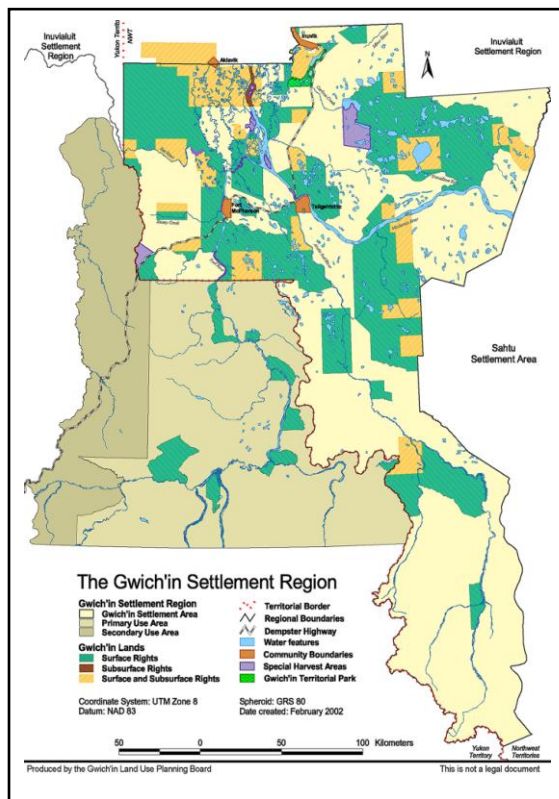 Inuvialuit
Settlement
Region
Yukon Territo
NWT
Inuvik
Aklavik
N
Inuvialuit
Settlement Region
Fort
McPherson
Tsiigehtchic
Sahtu
Settlement Area
The Gwich'in Settlement Region
Gwich'in Settlement Region
Gwich'in Settlement Area
Primary Use Area
Secondary Use Area
Gwich'in Lands
Surface Rights
Subsurface Rights
Surface and Subsurface Rights
Territorial Border
Regional Boundaries
Dempster Highway
Water features
Community Boundaries
Special Harvest Areas
Gwich'in Territorial Park
Coordinate System: UTM Zone 8
Datum: NAD 83
Spheroid: GRS 80
Date created: February 2002
50 0 50 100 Kilometers
Yukon
Territory
Northwest
Territories
Produced by the Gwich'in Land Use Planning Board
This is not a legal document